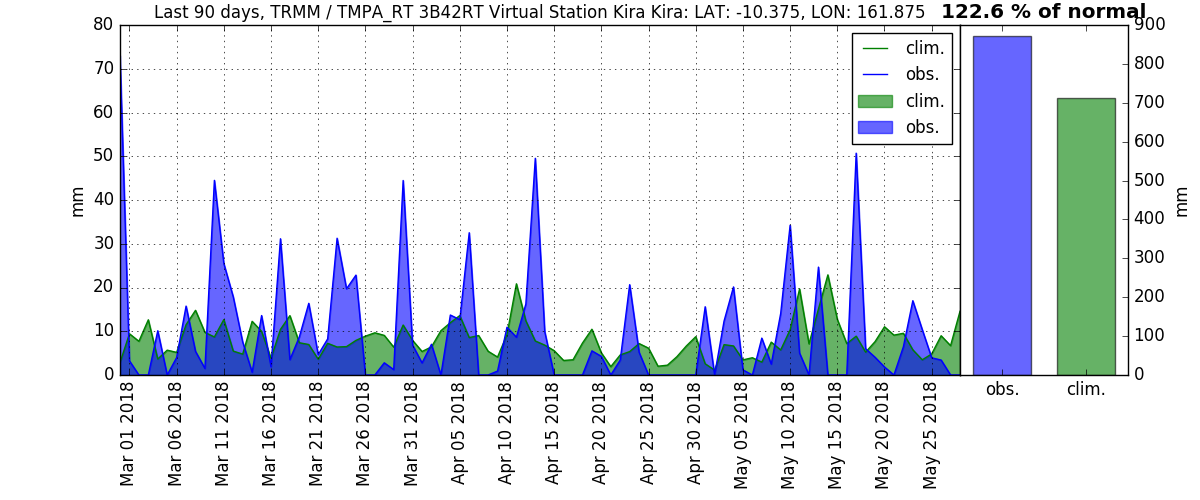 Last 90 days, TRMM / TMPA_RT 3B42RT Virtual Station Kira Kira: LAT: -10.375, LON: 161.875 122.6 % of normal
80
70
60
50
40
30
20
10
0
mm
clim.
obs.
clim.
obs.
900
800
700
600
500
400
300
200
100
0
mm
obs. clim.
Mar 01 2018
Mar 06 2018
Mar 11 2018
Mar 16 2018
Mar 21 2018
Mar 26 2018
Mar 31 2018
Apr 05 2018
Apr 10 2018
Apr 15 2018
Apr 20 2018
Apr 25 2018
Apr 30 2018
May 05 2018
May 10 2018
May 15 2018
May 20 2018
May 25 2018